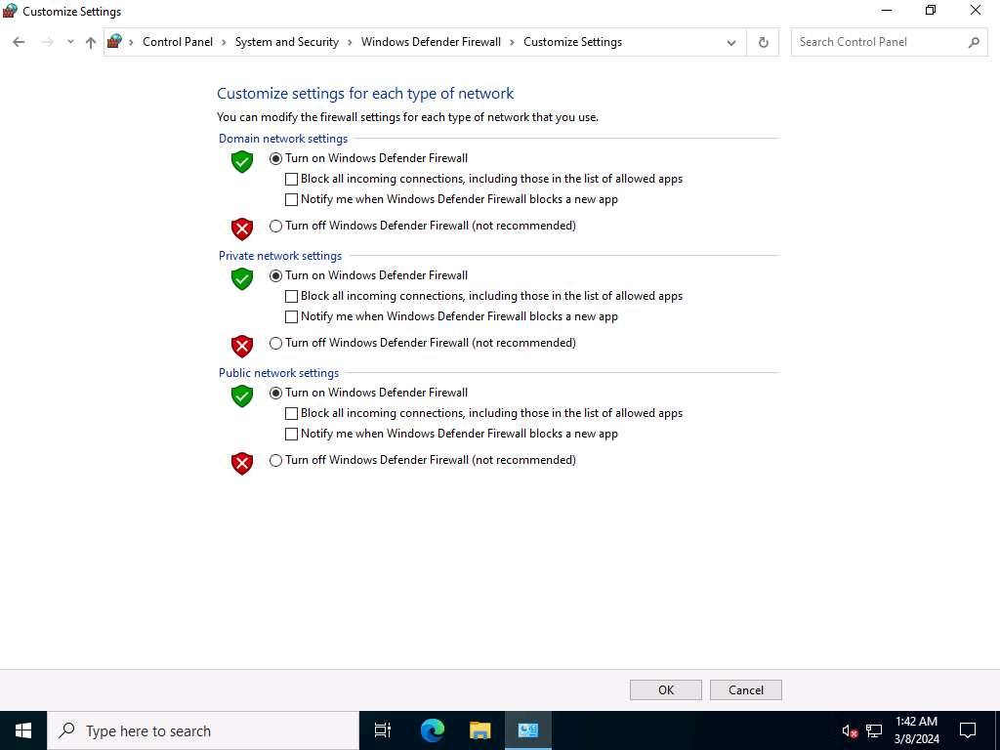 Customize Settings
Control Panel System and Security Windows Defender Firewall Customize Settings
Search Control Panel
Customize settings for each type of network
You can modify the firewall settings for each type of network that you use.
Domain network settings
Turn on Windows Defender Firewall
Block all incoming connections, including those in the list of allowed apps
Notify me when Windows Defender Firewall blocks a new app
Turn off Windows Defender Firewall (not recommended)
Private network settings
Turn on Windows Defender Firewall
Block all incoming connections, including those in the list of allowed apps
Notify me when Windows Defender Firewall blocks a new app
Turn off Windows Defender Firewall (not recommended)
Public network settings
Turn on Windows Defender Firewall
Block all incoming connections, including those in the list of allowed apps
Notify me when Windows Defender Firewall blocks a new app
Turn off Windows Defender Firewall (not recommended)
OK Cancel
Type here to search
1:42 AM
3/8/2024